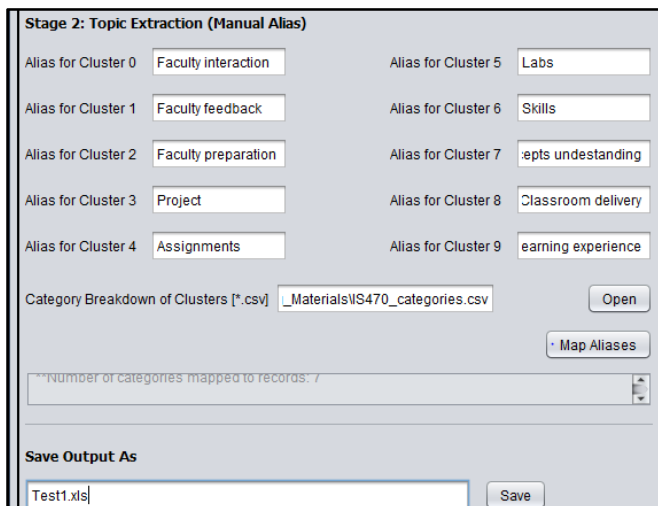 Stage 2: Topic Extraction (Manual Alias)
Alias for Cluster 0 Faculty interaction Alias for Cluster 5 Labs
Alias for Cluster 1 Faculty feedback Alias for Cluster 6 Skills
Alias for Cluster 2 Faculty preparation Alias for Cluster 7 :epts undestanding
Alias for Cluster 3 Project Alias for Cluster 8 Classroom delivery
Alias for Cluster 4 Assignments Alias for Cluster 9 earning experience
Category Breakdown of Clusters [*.csv] _Materials\IS470_categories.csv Open
Map Aliases
**Number of categories mapped to records: 7
Save Output As
Test1.xls Save